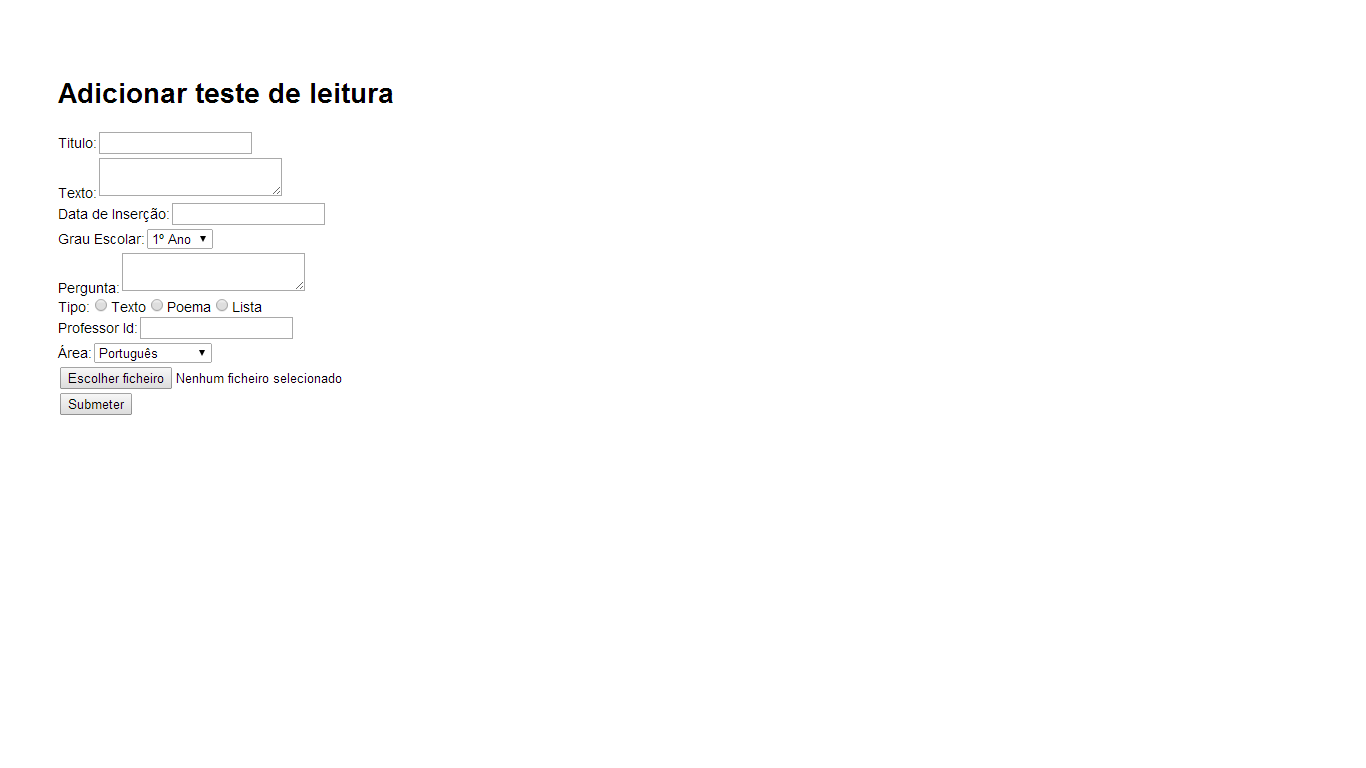 Adicionar teste de leitura
Titulo:
Texto:
Data de Inserção:
Grau Escolar: 1º Ano
Pergunta:
Tipo: Texto Poema Lista
Professor Id:
Área: Português
Escolher ficheiro Nenhum ficheiro selecionado
Submeter